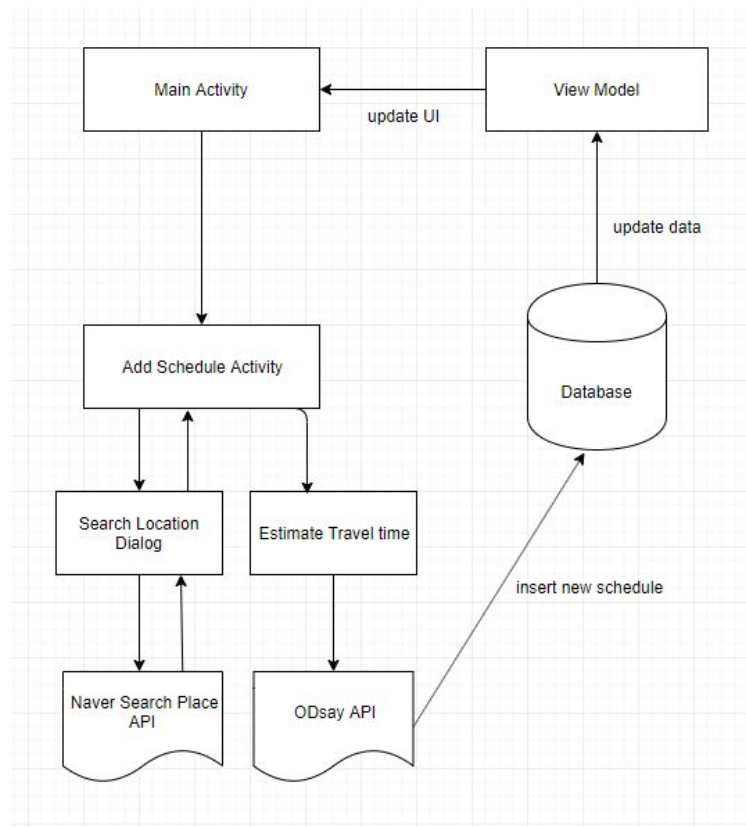 Main Activity
View Model
update UI
update data
Add Schedule Activity
Database
Search Location
Dialog
Estimate Travel time
insert new schedule
Naver Search Place
API
ODsay API